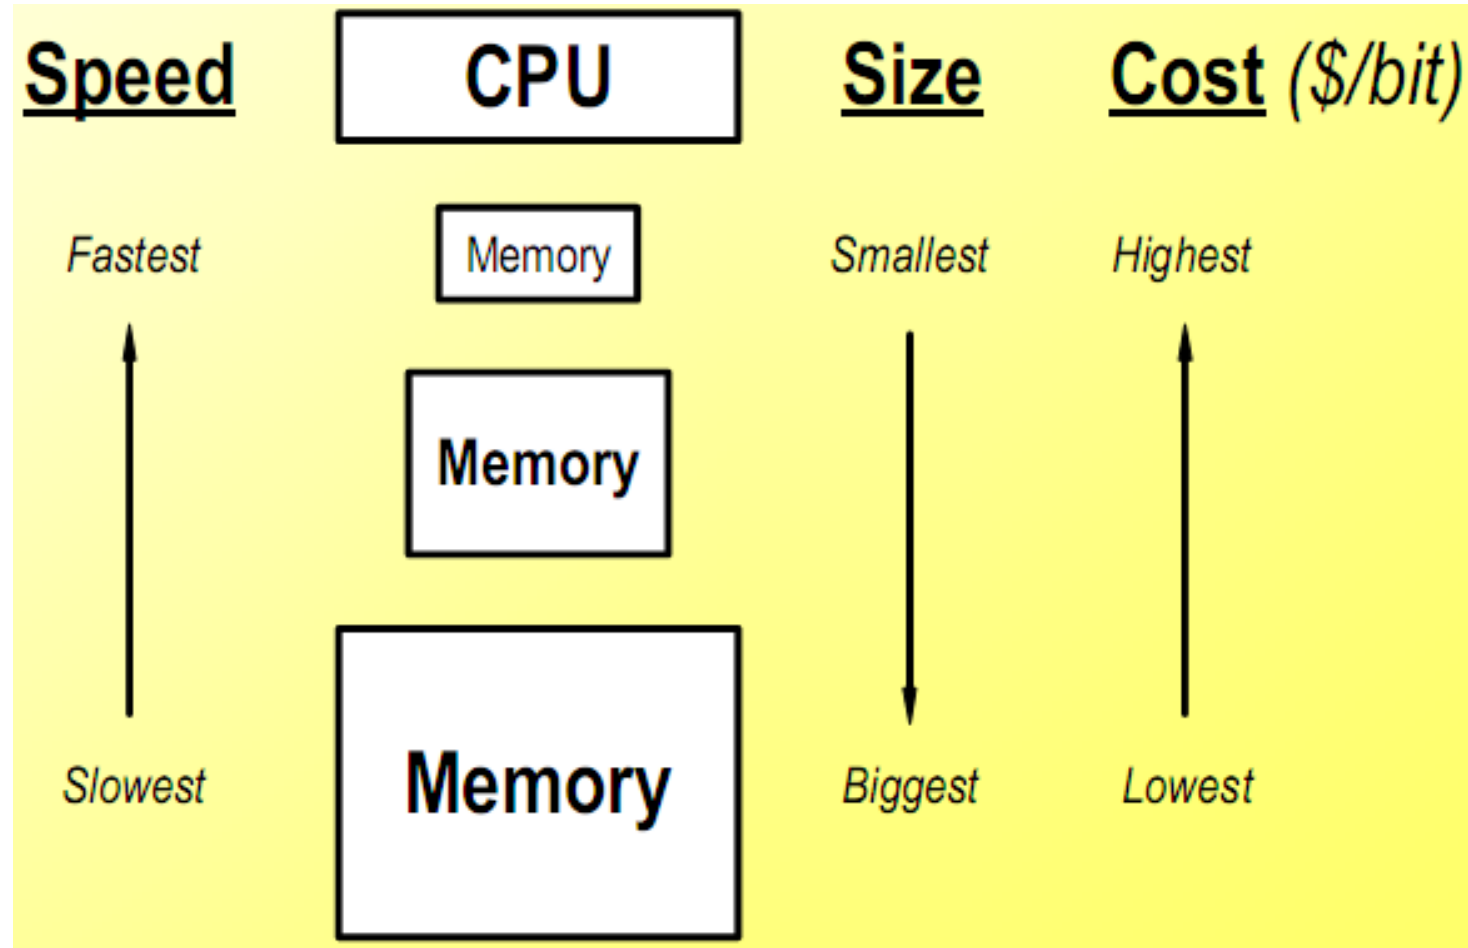 Speed CPU Size Cost ($/bit)
Fastest Memory Smallest Highest
Memory
Slowest Memory Biggest Lowest